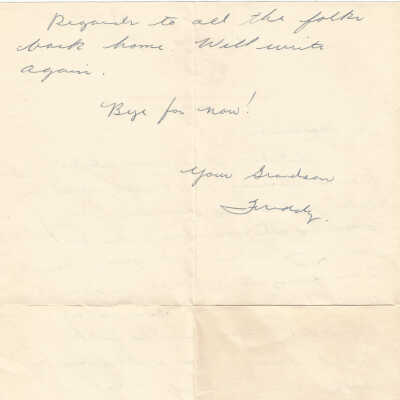 Regards to all the folks
back home. Will write
again.
Bye for now!
Your Grandson
Freddy.